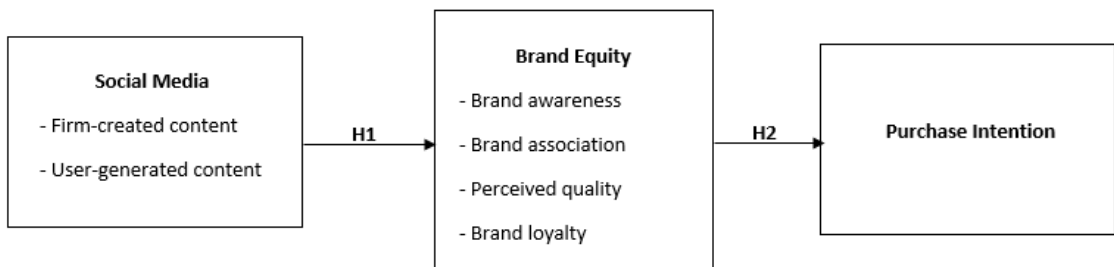 Social Media
- Firm-created content
- User-generated content
H1
Brand Equity
- Brand awareness
- Brand association
- Perceived quality
- Brand loyalty
H2
Purchase Intention